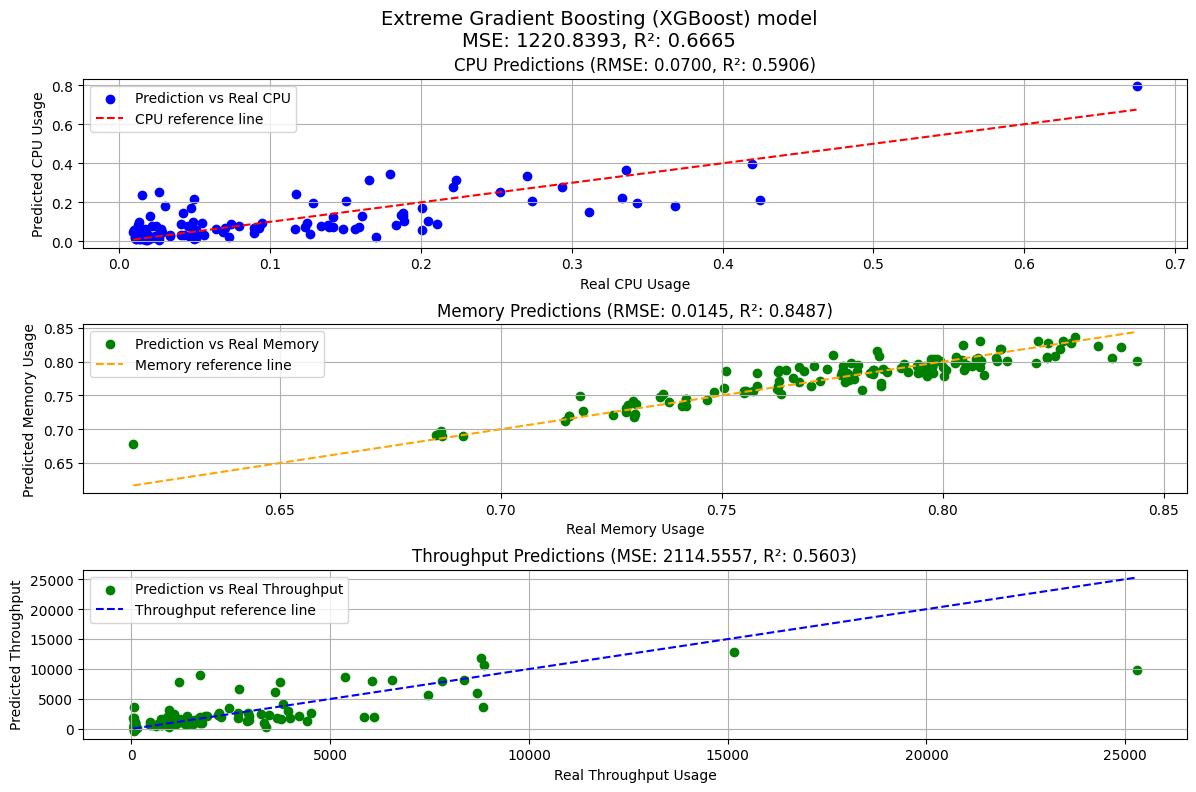 Extreme Gradient Boosting (XGBoost) model
MSE: 1220.8393, R²: 0.6665
CPU Predictions (RMSE: 0.0700, R²: 0.5906)
Predicted CPU Usage
0.8
0.6
0.4
0.2
0.0
Prediction vs Real CPU
CPU reference line
0.0 0.1 0.2 0.3 0.4 0.5 0.6 0.7
Real CPU Usage
Memory Predictions (RMSE: 0.0145, R²: 0.8487)
Predicted Memory Usage
0.85
0.80
0.75
0.70
0.65
Prediction vs Real Memory
Memory reference line
0.65 0.70 0.75 0.80 0.85
Real Memory Usage
Throughput Predictions (MSE: 2114.5557, R²: 0.5603)
Predicted Throughput
25000
20000
15000
10000
5000
0
Prediction vs Real Throughput
Throughput reference line
0 5000 10000 15000 20000 25000
Real Throughput Usage